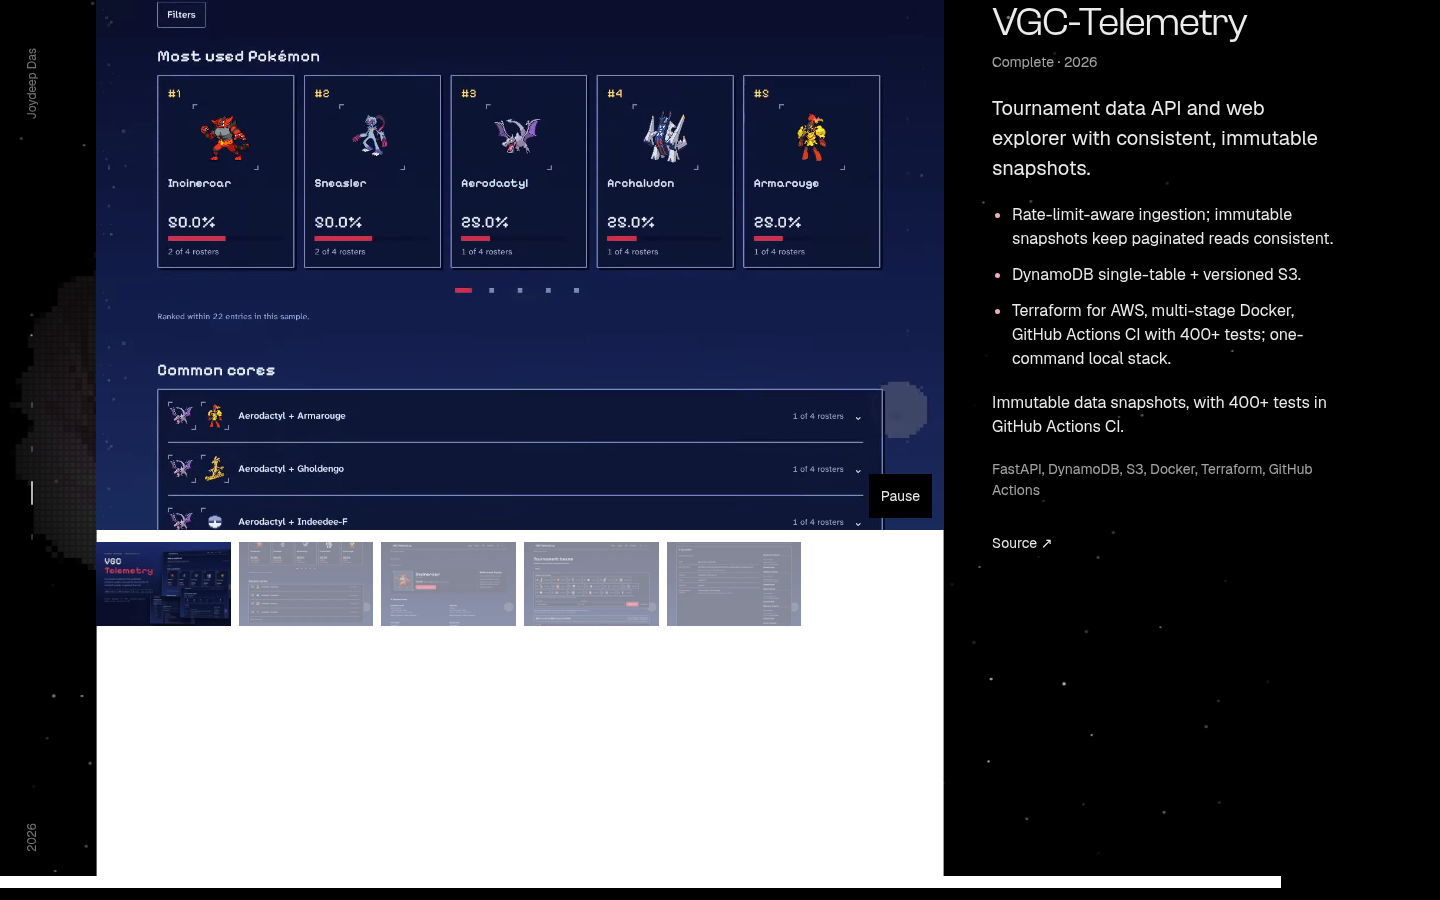 Joydeep Das
2026
Filters
Most used Pokémon
#1
#2
#3
#4
#5
Incineroar
Sneasler
Aerodactyl
Archaludon
Armarouge
50.0%
50.0%
25.0%
25.0%
25.0%
2 of 4 rosters
2 of 4 rosters
1 of 4 rosters
1 of 4 rosters
1 of 4 rosters
Ranked within 22 entries in this sample.
Common cores
Aerodactyl + Armarouge
1 of 4 rosters
Aerodactyl + Gholdengo
1 of 4 rosters
Aerodactyl + Indeedee-F
1 of 4 rosters
Pause
VGC
Telemetry
VGC-Telemetry
Complete · 2026
Tournament data API and web
explorer with consistent, immutable
snapshots.
• Rate-limit-aware ingestion; immutable
snapshots keep paginated reads consistent.
• DynamoDB single-table + versioned S3.
• Terraform for AWS, multi-stage Docker,
GitHub Actions CI with 400+ tests; one-
command local stack.
Immutable data snapshots, with 400+ tests in
GitHub Actions CI.
FastAPI, DynamoDB, S3, Docker, Terraform, GitHub
Actions
Source ↗